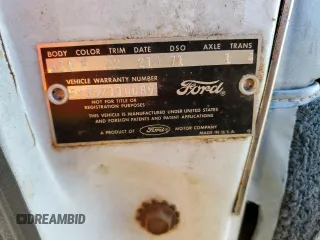 BODY COLOR TRIM DATE DSO AXLE TRANS
VEHICLE WARRANTY NUMBER
Ford
NOT FOR TITLE OR
REGISTRATION PURPOSES
THIS VEHICLE IS MANUFACTURED UNDER UNITED STATES
AND FOREIGN PATENTS AND PATENT APPLICATIONS
A PRODUCT OF Ford MOTOR COMPANY
MADE IN U.S.A.
DREAMBID